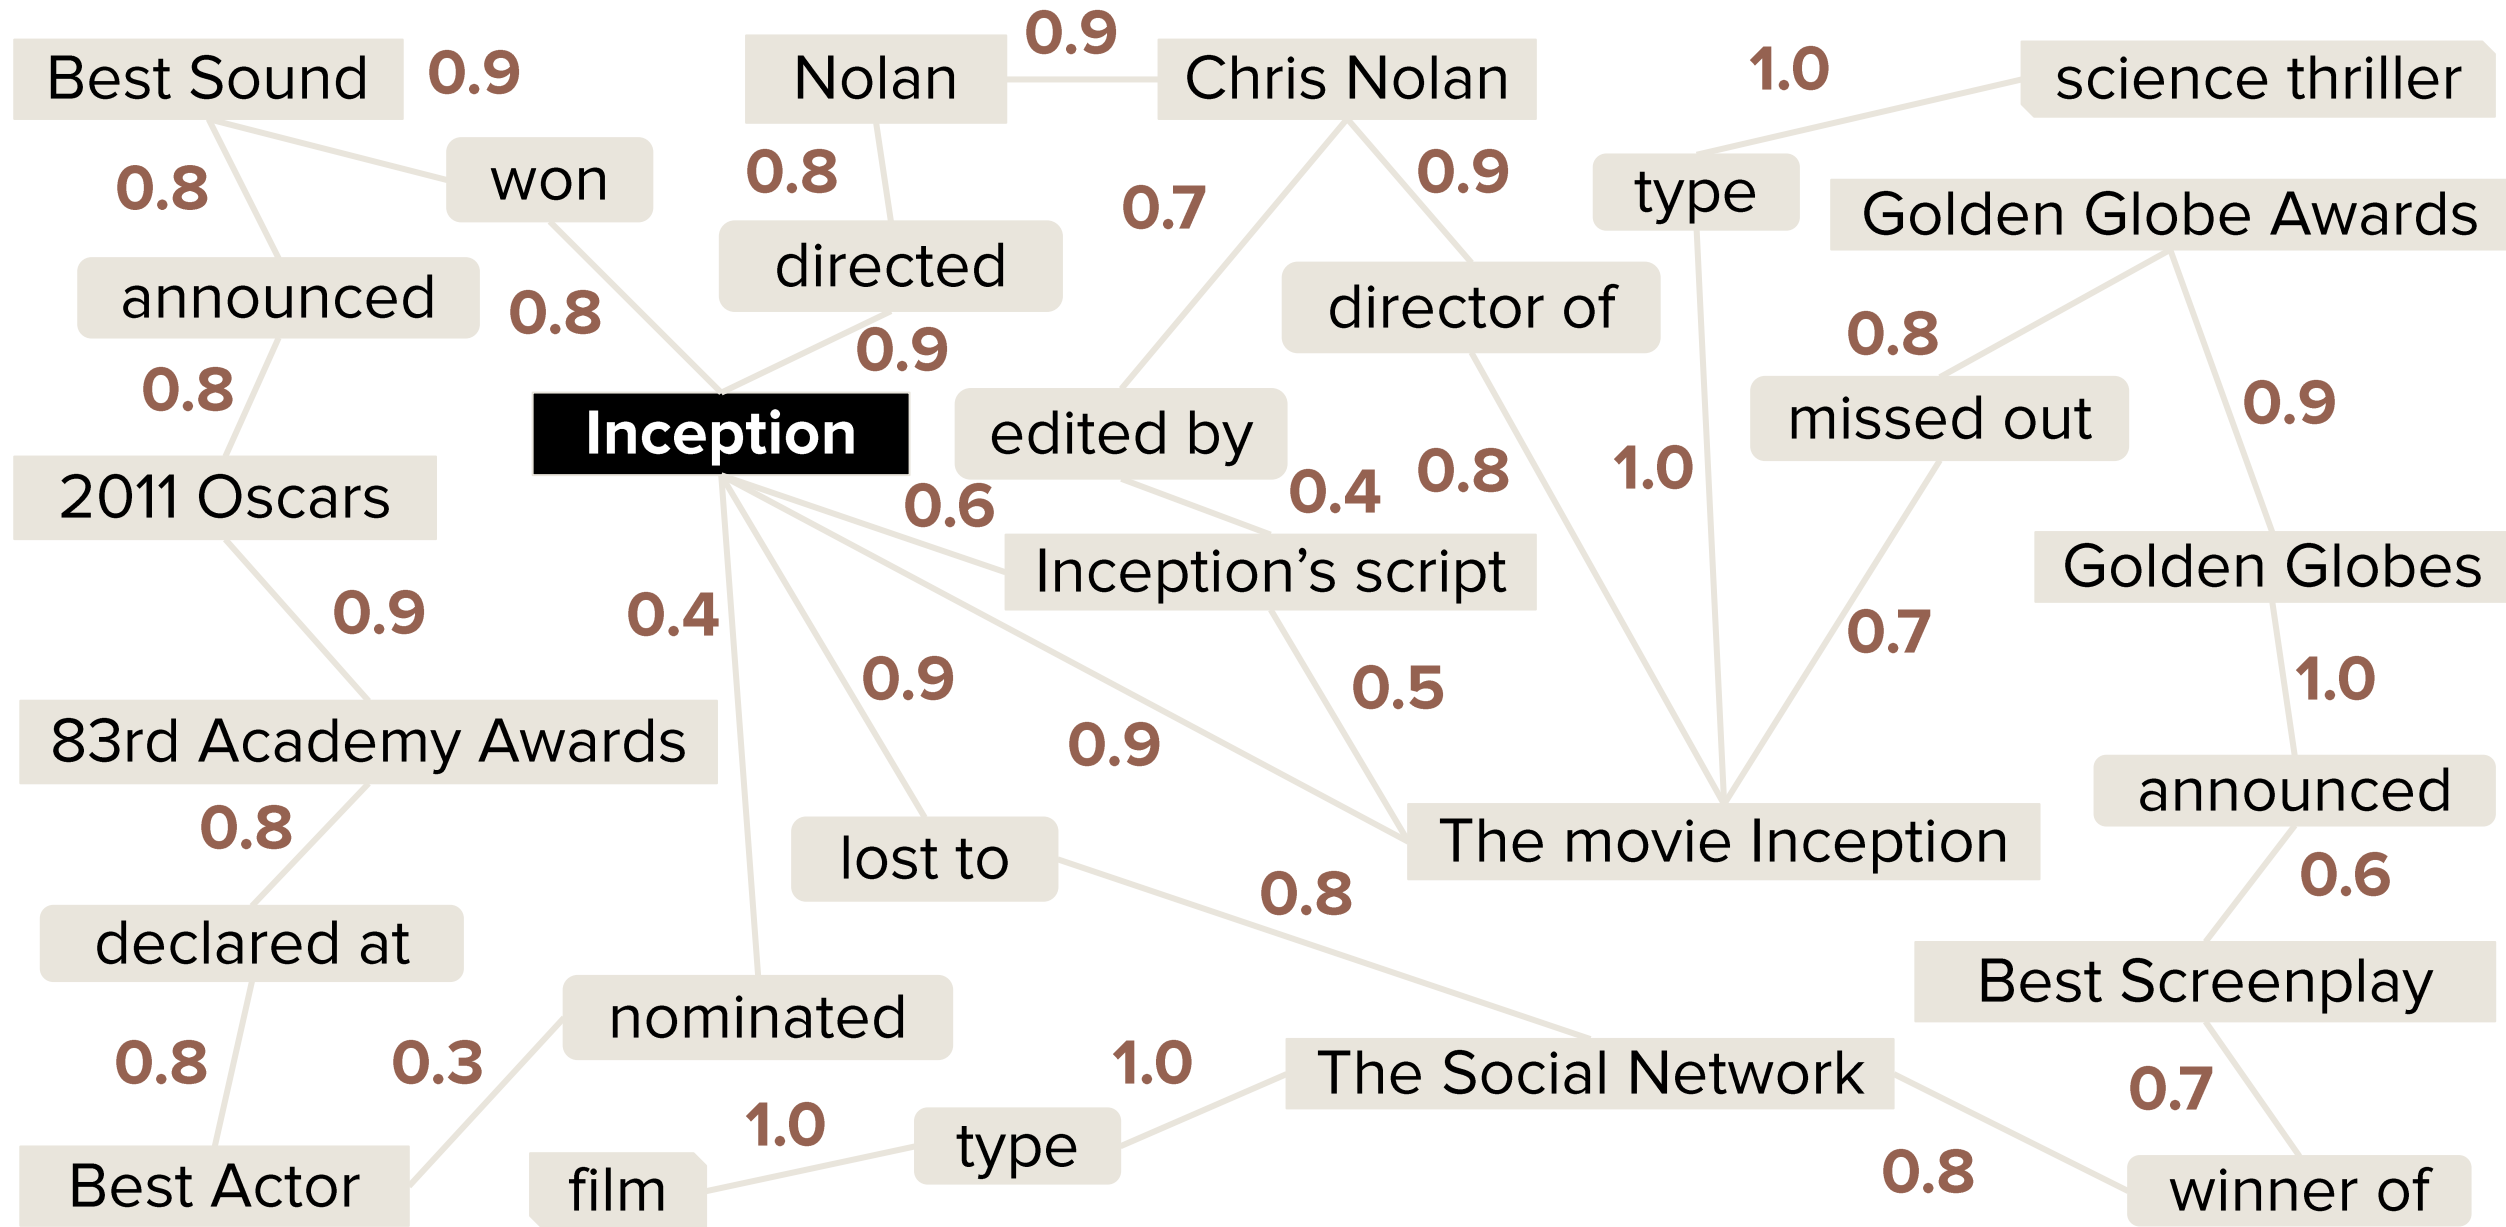 Best Sound
0.9
Nolan
0.9
Chris Nolan
1.0
science thriller
won
0.8
0.8
0.7
0.9
type
Golden Globe Awards
announced
0.8
directed
director of
0.8
0.8
0.9
missed out
0.9
Inception
edited by
2011 Oscars
0.6
0.4
0.8
1.0
Inception's script
Golden Globes
0.9
0.4
0.9
0.5
0.7
1.0
83rd Academy Awards
0.9
announced
0.8
lost to
The movie Inception
0.6
0.8
declared at
Best Screenplay
nominated
0.8
0.3
1.0
The Social Network
0.7
1.0
type
0.8
Best Actor
film
winner of